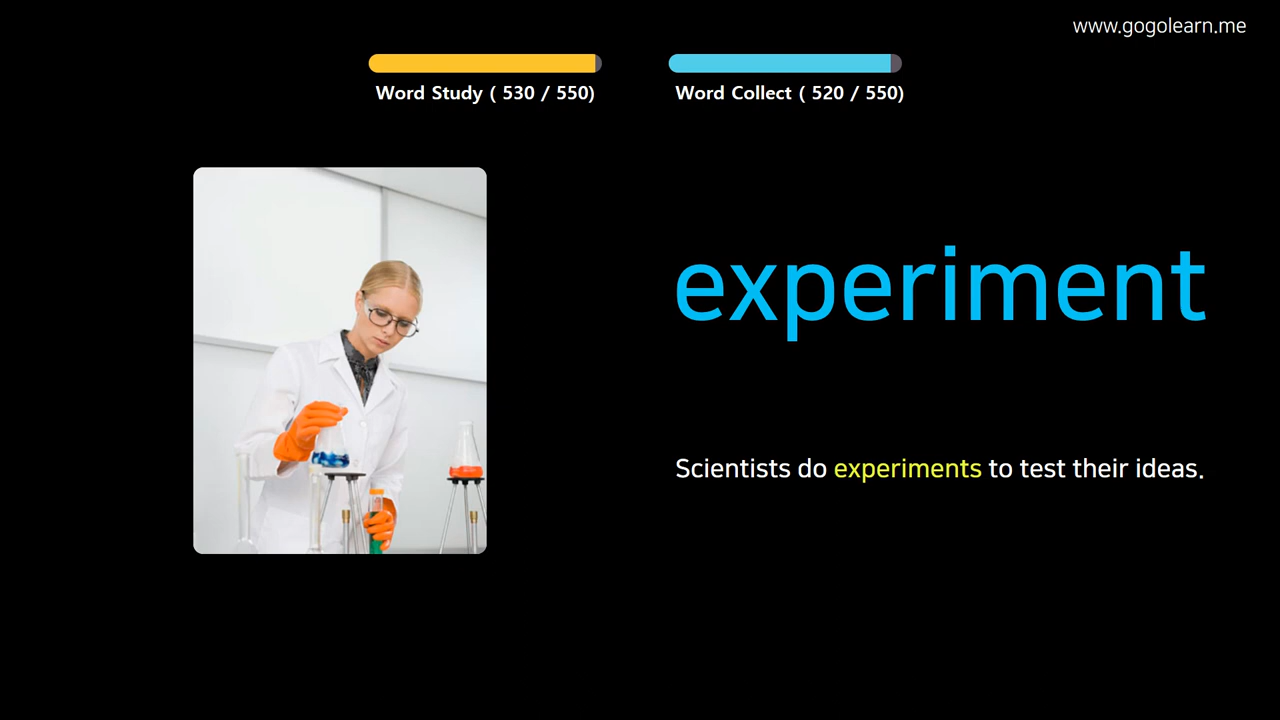 www.gogolearn.me
Word Study ( 530 / 550)
Word Collect ( 520 / 550)
experiment
Scientists do experiments to test their ideas.